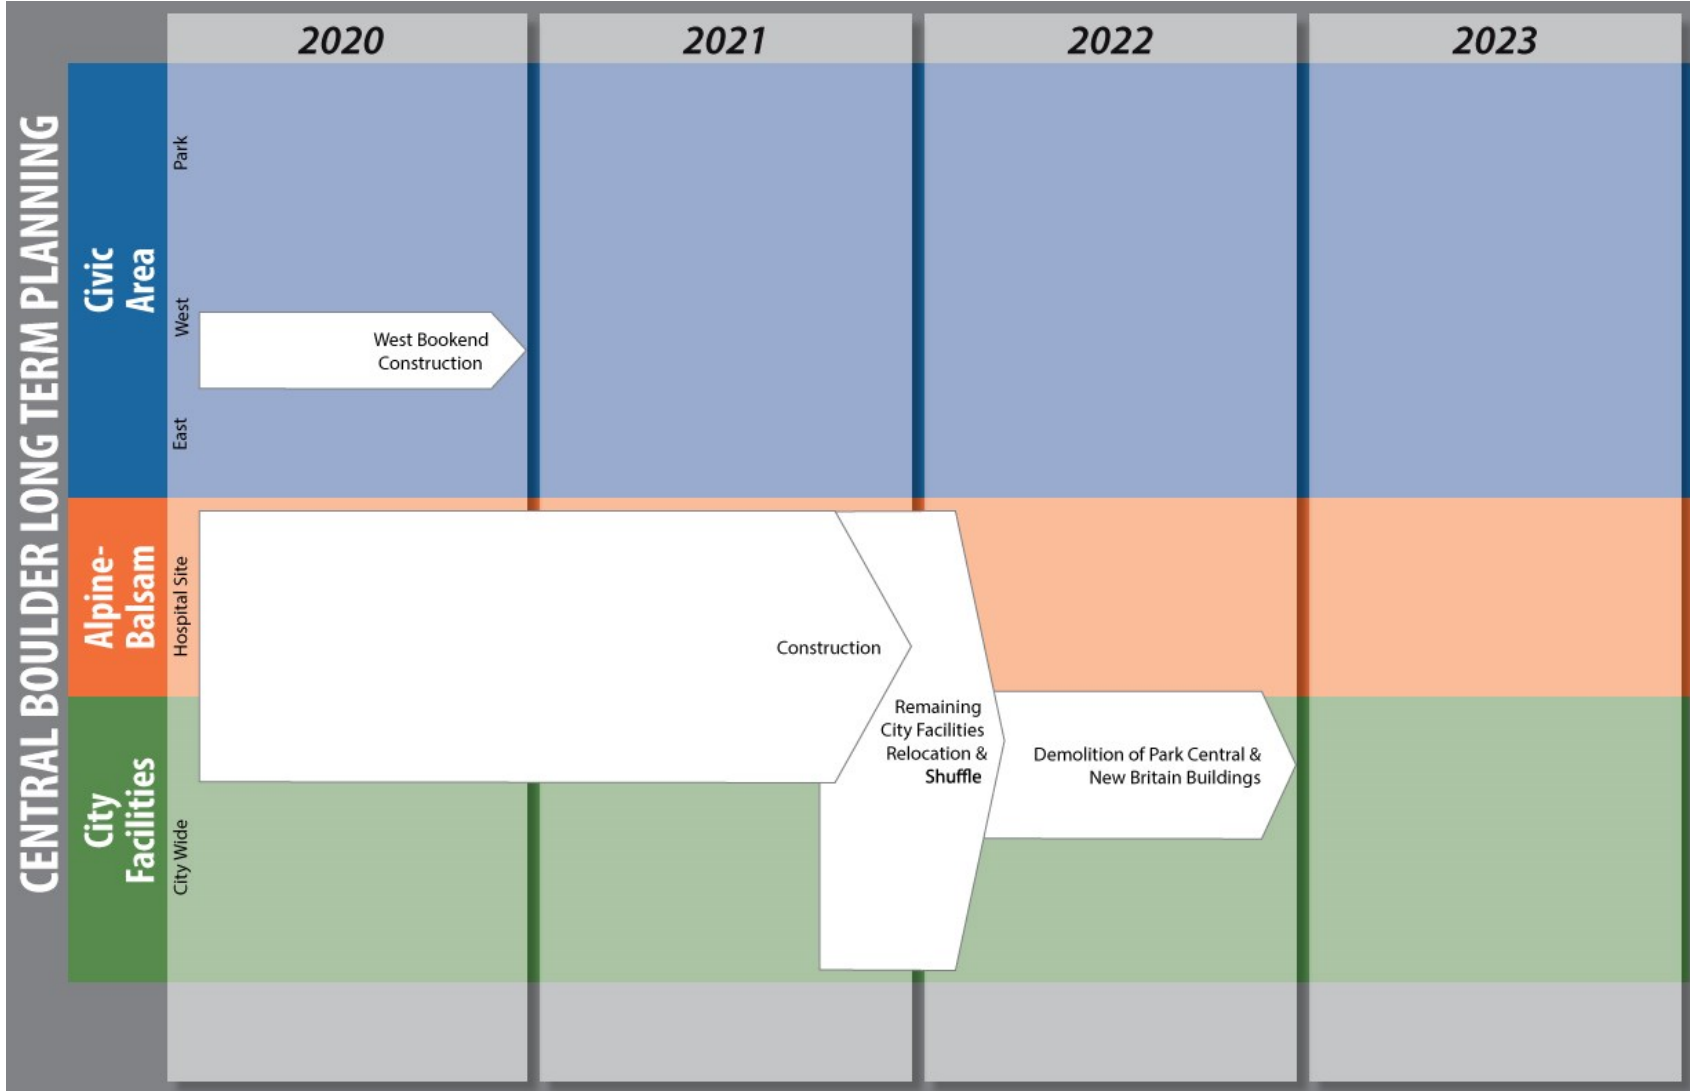 CENTRAL BOULDER LONG TERM PLANNING
2020
2021
2022
2023
Civic
Area
Park
West
East
West Bookend
Construction
Alpine-
Balsam
Hospital Site
Construction
City
Facilities
City Wide
Remaining
City Facilities
Relocation &
Shuffle
Demolition of Park Central &
New Britain Buildings